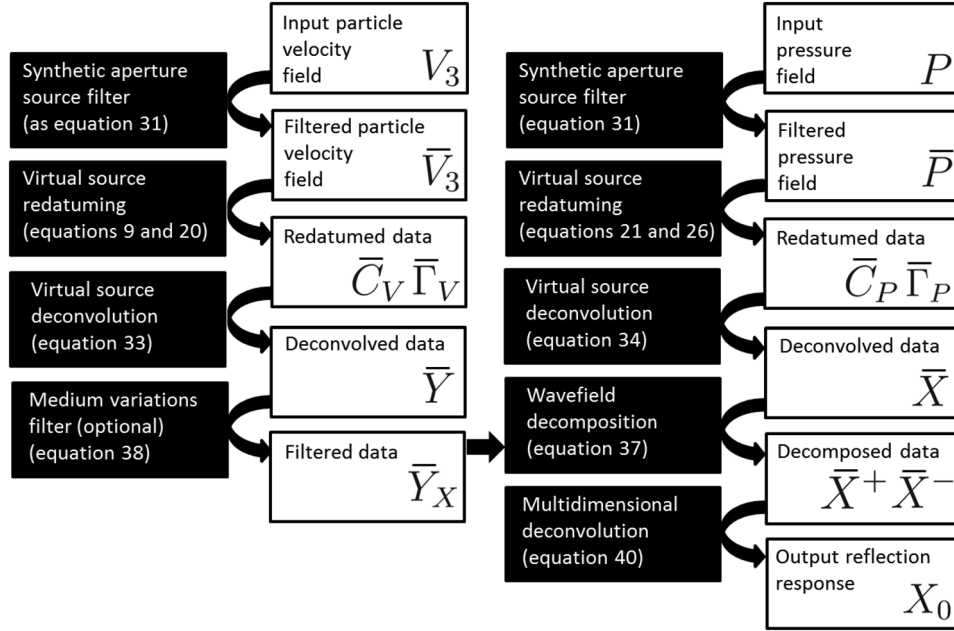 Input particle
velocity
field
V₃
Synthetic aperture
source filter
(as equation 31)
Filtered particle
velocity
field
V̅₃
Virtual source
redatuming
(equations 9 and 20)
Redatumed data
C̅_V Γ̅_V
Virtual source
deconvolution
(equation 33)
Deconvolved data
Y̅
Medium variations
filter (optional)
(equation 38)
Filtered data
Y̅_X
Input
pressure
field
P
Synthetic aperture
source filter
(equation 31)
Filtered
pressure
field
P̅
Virtual source
redatuming
(equations 21 and 26)
Redatumed data
C̅_P Γ̅_P
Virtual source
deconvolution
(equation 34)
Deconvolved data
X̅
Wavefield
decomposition
(equation 37)
Decomposed data
X̅⁺ X̅⁻
Multidimensional
deconvolution
(equation 40)
Output reflection
response
X₀